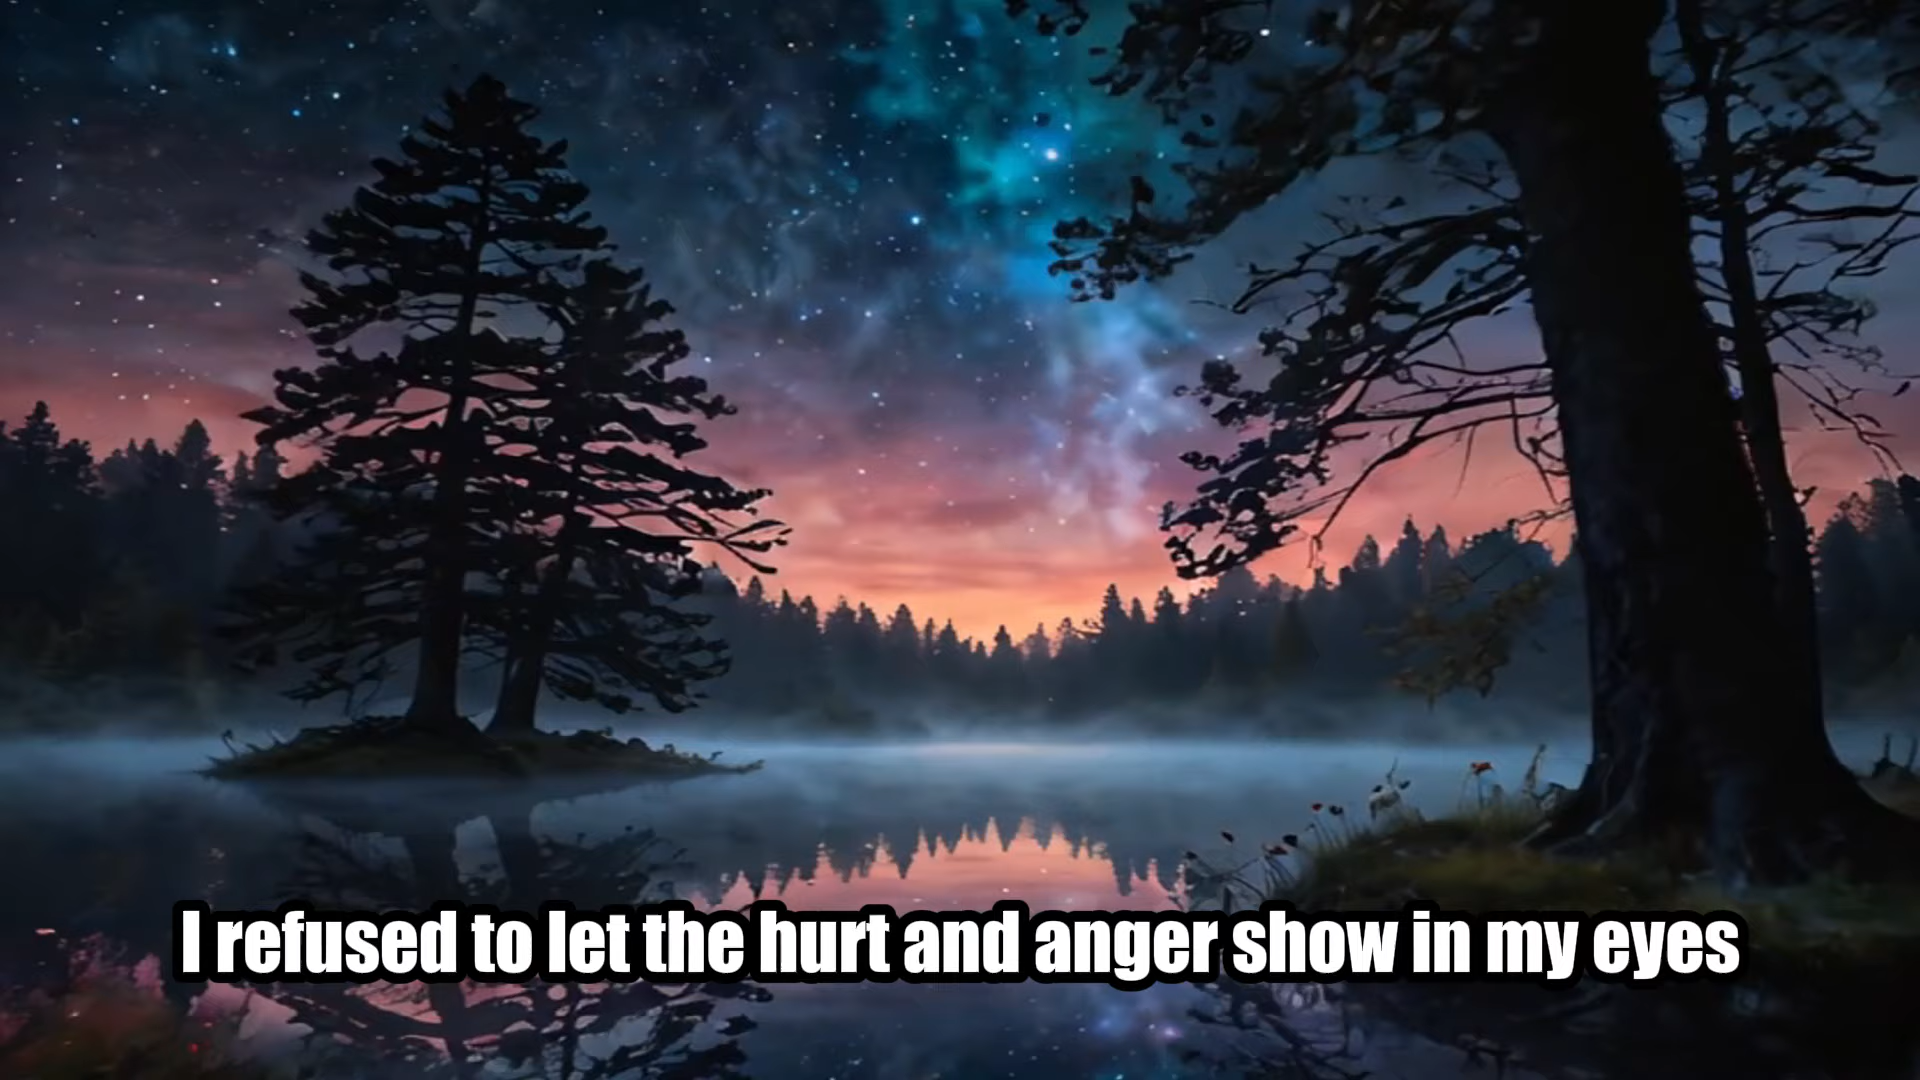 I refused to let the hurt and anger show in my eyes